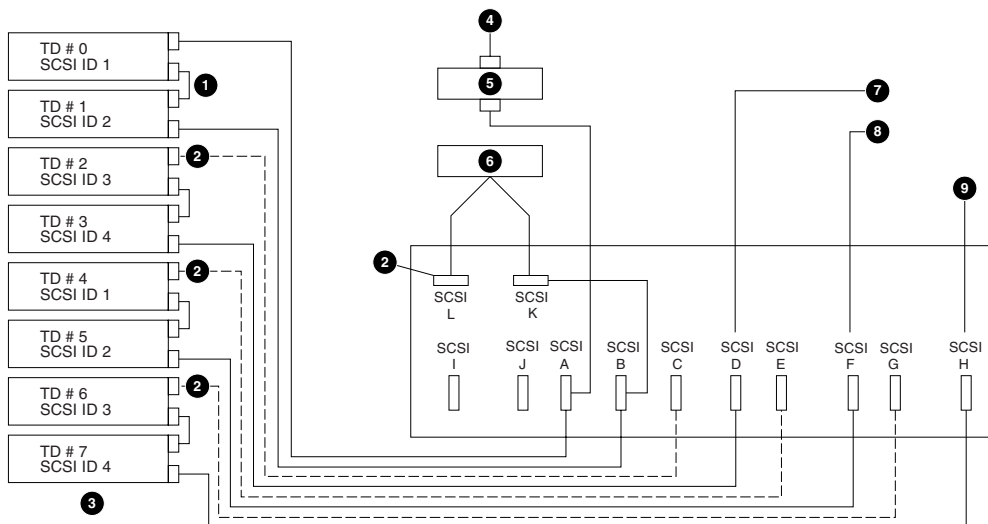 TD # 0
SCSI ID 1
1
TD # 1
SCSI ID 2
TD # 2
SCSI ID 3
2
TD # 3
SCSI ID 4
TD # 4
SCSI ID 1
2
TD # 5
SCSI ID 2
TD # 6
SCSI ID 3
2
TD # 7
SCSI ID 4
3
4
5
6
7
8
9
2
SCSI
L
SCSI
K
SCSI
I
SCSI
J
SCSI
A
SCSI
B
SCSI
C
SCSI
D
SCSI
E
SCSI
F
SCSI
G
SCSI
H